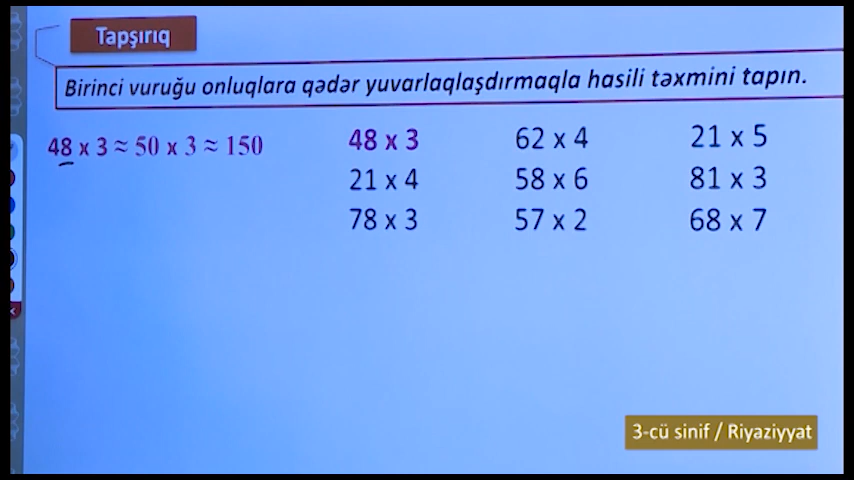 Tapşırıq
Birinci vuruğu onluqlara qədər yuvarlaqlaşdırmaqla hasili təxmini tapın.
48 x 3 ≈ 50 x 3 ≈ 150
48 x 3 62 x 4 21 x 5
21 x 4 58 x 6 81 x 3
78 x 3 57 x 2 68 x 7
3-cü sinif / Riyaziyyat